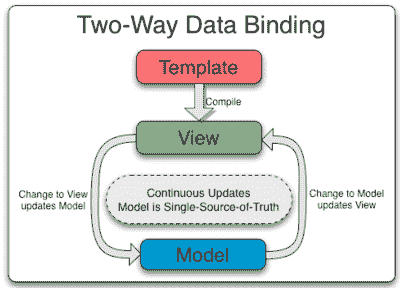 Two-Way Data Binding
Template
Compile
View
Continuous Updates
Model is Single-Source-of-Truth
Change to View
updates Model
Change to Model
updates View
Model